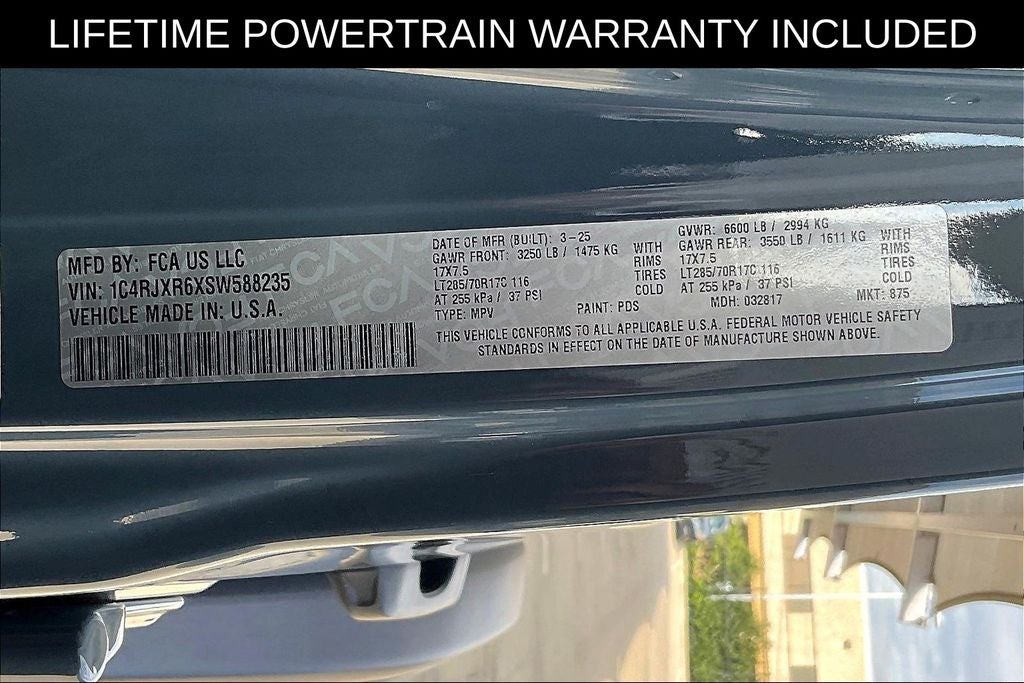 LIFETIME POWERTRAIN WARRANTY INCLUDED
MFD BY: FCA US LLC
VIN: 1C4RJXR6XSW588235
VEHICLE MADE IN: U.S.A.
DATE OF MFR (BUILT): 3-25
GAWR FRONT: 3250 LB / 1475 KG WITH
17X7.5 RIMS
LT285/70R17C 116 TIRES
AT 255 kPa / 37 PSI COLD
TYPE: MPV
PAINT: PDS
GVWR: 6600 LB / 2994 KG
GAWR REAR: 3550 LB / 1611 KG WITH
17X7.5 RIMS
LT285/70R17C 116 TIRES
AT 255 kPa / 37 PSI COLD
MDH: 032817
MKT: 875
THIS VEHICLE CONFORMS TO ALL APPLICABLE U.S.A. FEDERAL MOTOR VEHICLE SAFETY
STANDARDS IN EFFECT ON THE DATE OF MANUFACTURE SHOWN ABOVE.